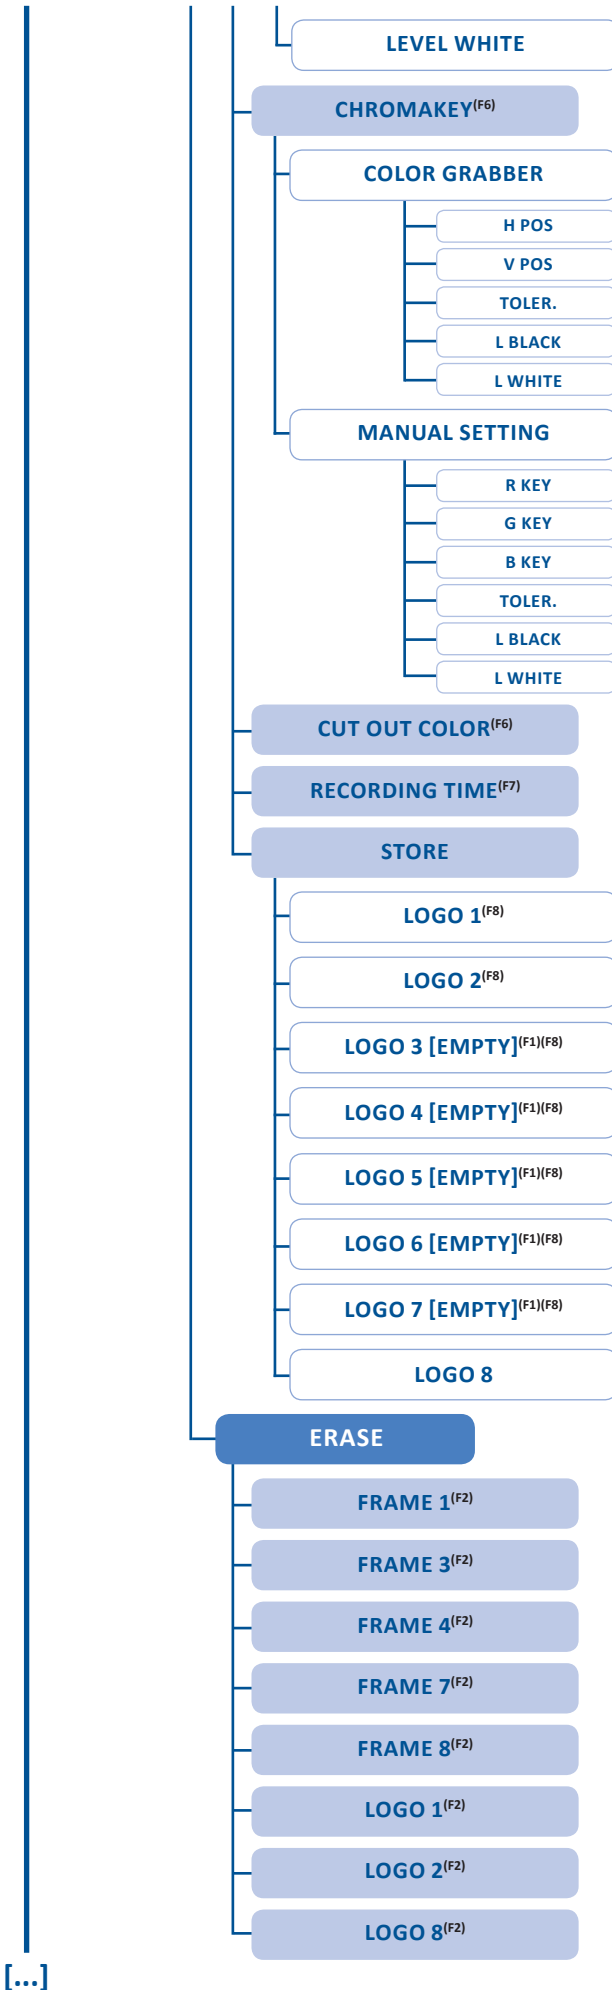 LEVEL WHITE
CHROMAKEY(F6)
COLOR GRABBER
H POS
V POS
TOLER.
L BLACK
L WHITE
MANUAL SETTING
R KEY
G KEY
B KEY
TOLER.
L BLACK
L WHITE
CUT OUT COLOR(F6)
RECORDING TIME(F7)
STORE
LOGO 1(F8)
LOGO 2(F8)
LOGO 3 [EMPTY](F1)(F8)
LOGO 4 [EMPTY](F1)(F8)
LOGO 5 [EMPTY](F1)(F8)
LOGO 6 [EMPTY](F1)(F8)
LOGO 7 [EMPTY](F1)(F8)
LOGO 8
ERASE
FRAME 1(F2)
FRAME 3(F2)
FRAME 4(F2)
FRAME 7(F2)
FRAME 8(F2)
LOGO 1(F2)
LOGO 2(F2)
LOGO 8(F2)
[...]